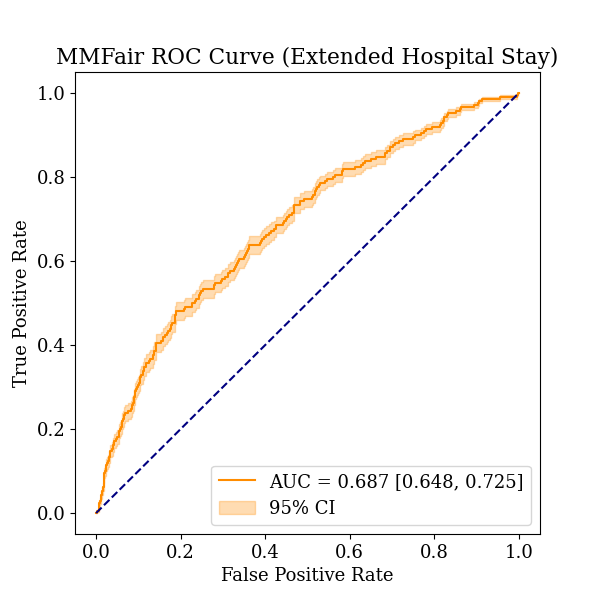 MMFair ROC Curve (Extended Hospital Stay)
True Positive Rate
1.0
0.8
0.6
0.4
0.2
0.0
AUC = 0.687 [0.648, 0.725]
95% CI
0.0 0.2 0.4 0.6 0.8 1.0
False Positive Rate